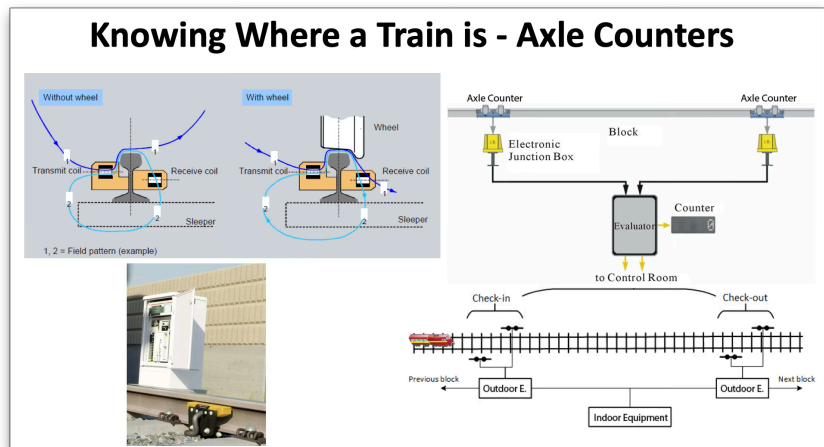 Knowing Where a Train is - Axle Counters
Without wheel
With wheel
1
1
Transmit coil
Receive coil
2
2
Sleeper
Wheel
Transmit coil
Receive coil
1
1
2
2
Sleeper
1, 2 = Field pattern (example)
Axle Counter
Axle Counter
Block
Electronic
Junction Box
Evaluator
Counter
to Control Room
Check-in
Check-out
Previous block
Next block
Outdoor E.
Outdoor E.
Indoor Equipment